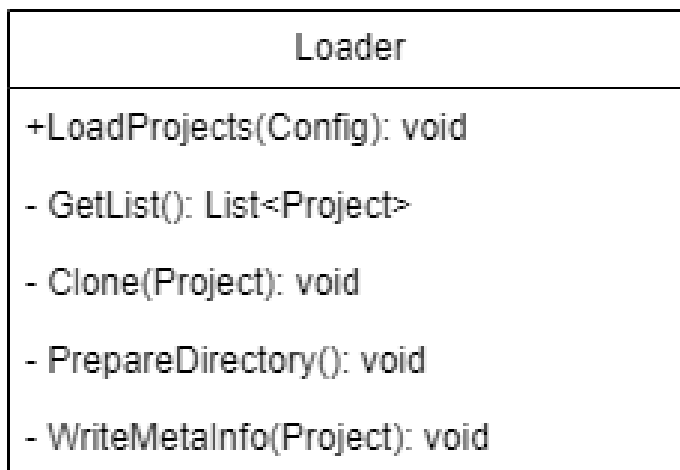 Loader
+LoadProjects(Config): void
- GetList(): List<Project>
- Clone(Project): void
- PrepareDirectory(): void
- WriteMetaInfo(Project): void